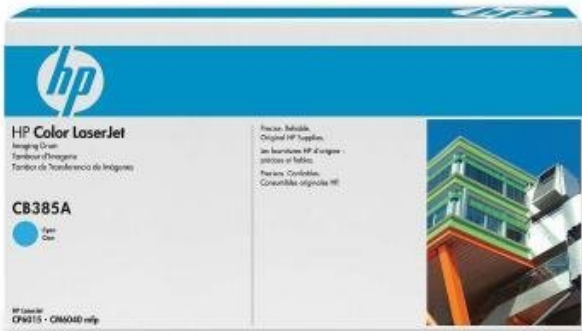 hp
HP Color LaserJet
Imaging Drum
Tambour d'Imagerie
Tambor de Transferencia de Imágenes
CB385A
Cyan
Cian
HP LaserJet
CP6015 • CM6040 mfp
Precise. Reliable.
Original HP Supplies.
Les fournitures HP d'origine -
précises et fiables.
Precisos. Confiables.
Consumibles originales HP.